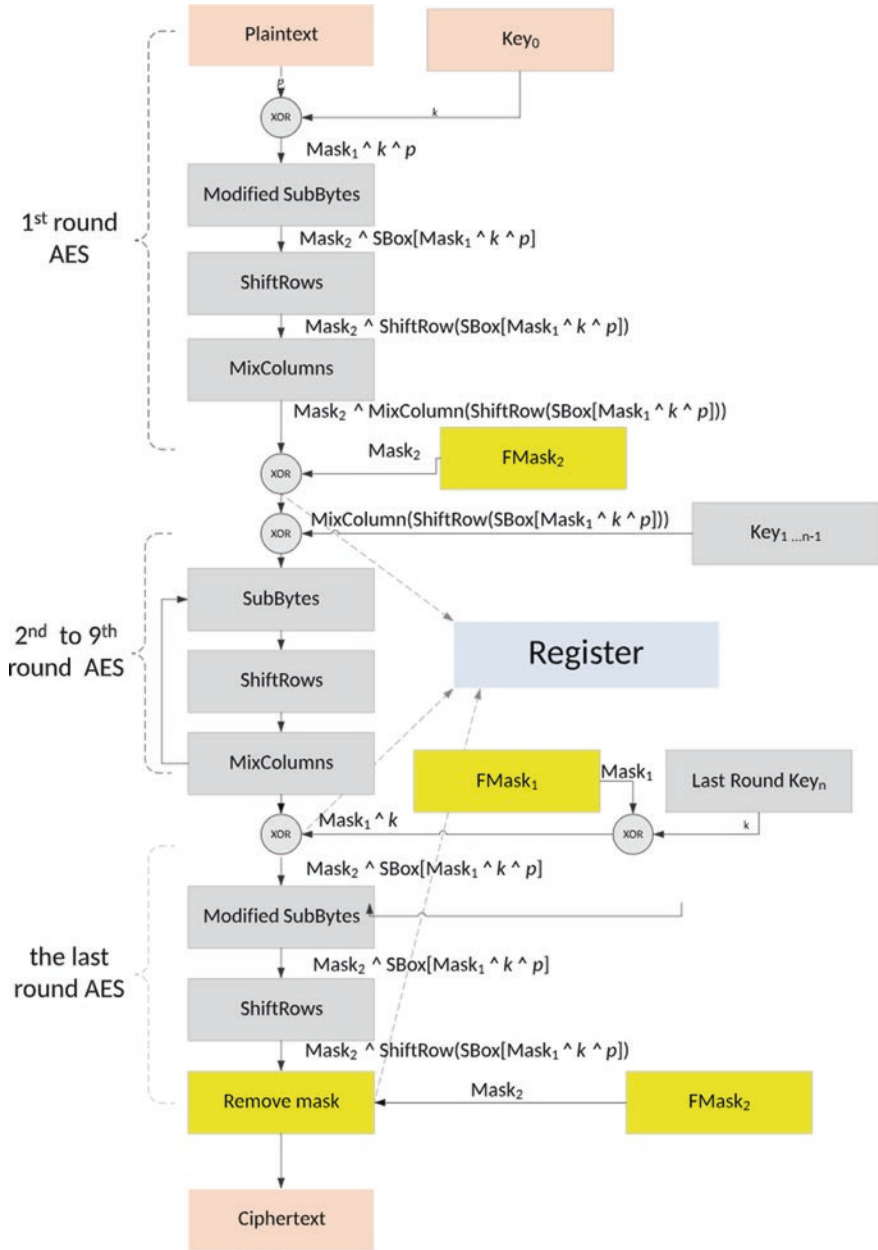 Plaintext
Key₀
p
XOR
k
Mask₁ ^ k ^ p
Modified SubBytes
1st round
AES
Mask₂ ^ SBox[Mask₁ ^ k ^ p]
ShiftRows
Mask₂ ^ ShiftRow(SBox[Mask₁ ^ k ^ p])
MixColumns
Mask₂ ^ MixColumn(ShiftRow(SBox[Mask₁ ^ k ^ p]))
Mask₂
FMask₂
XOR
MixColumn(ShiftRow(SBox[Mask₁ ^ k ^ p]))
XOR
Key₁ ...n-1
SubBytes
2nd to 9th
round AES
Register
ShiftRows
MixColumns
FMask₁
Mask₁
Last Round Keyₙ
XOR
Mask₁ ^ k
XOR
k
Mask₂ ^ SBox[Mask₁ ^ k ^ p]
Modified SubBytes
the last
round AES
Mask₂ ^ SBox[Mask₁ ^ k ^ p]
ShiftRows
Mask₂ ^ ShiftRow(SBox[Mask₁ ^ k ^ p])
Remove mask
Mask₂
FMask₂
Ciphertext